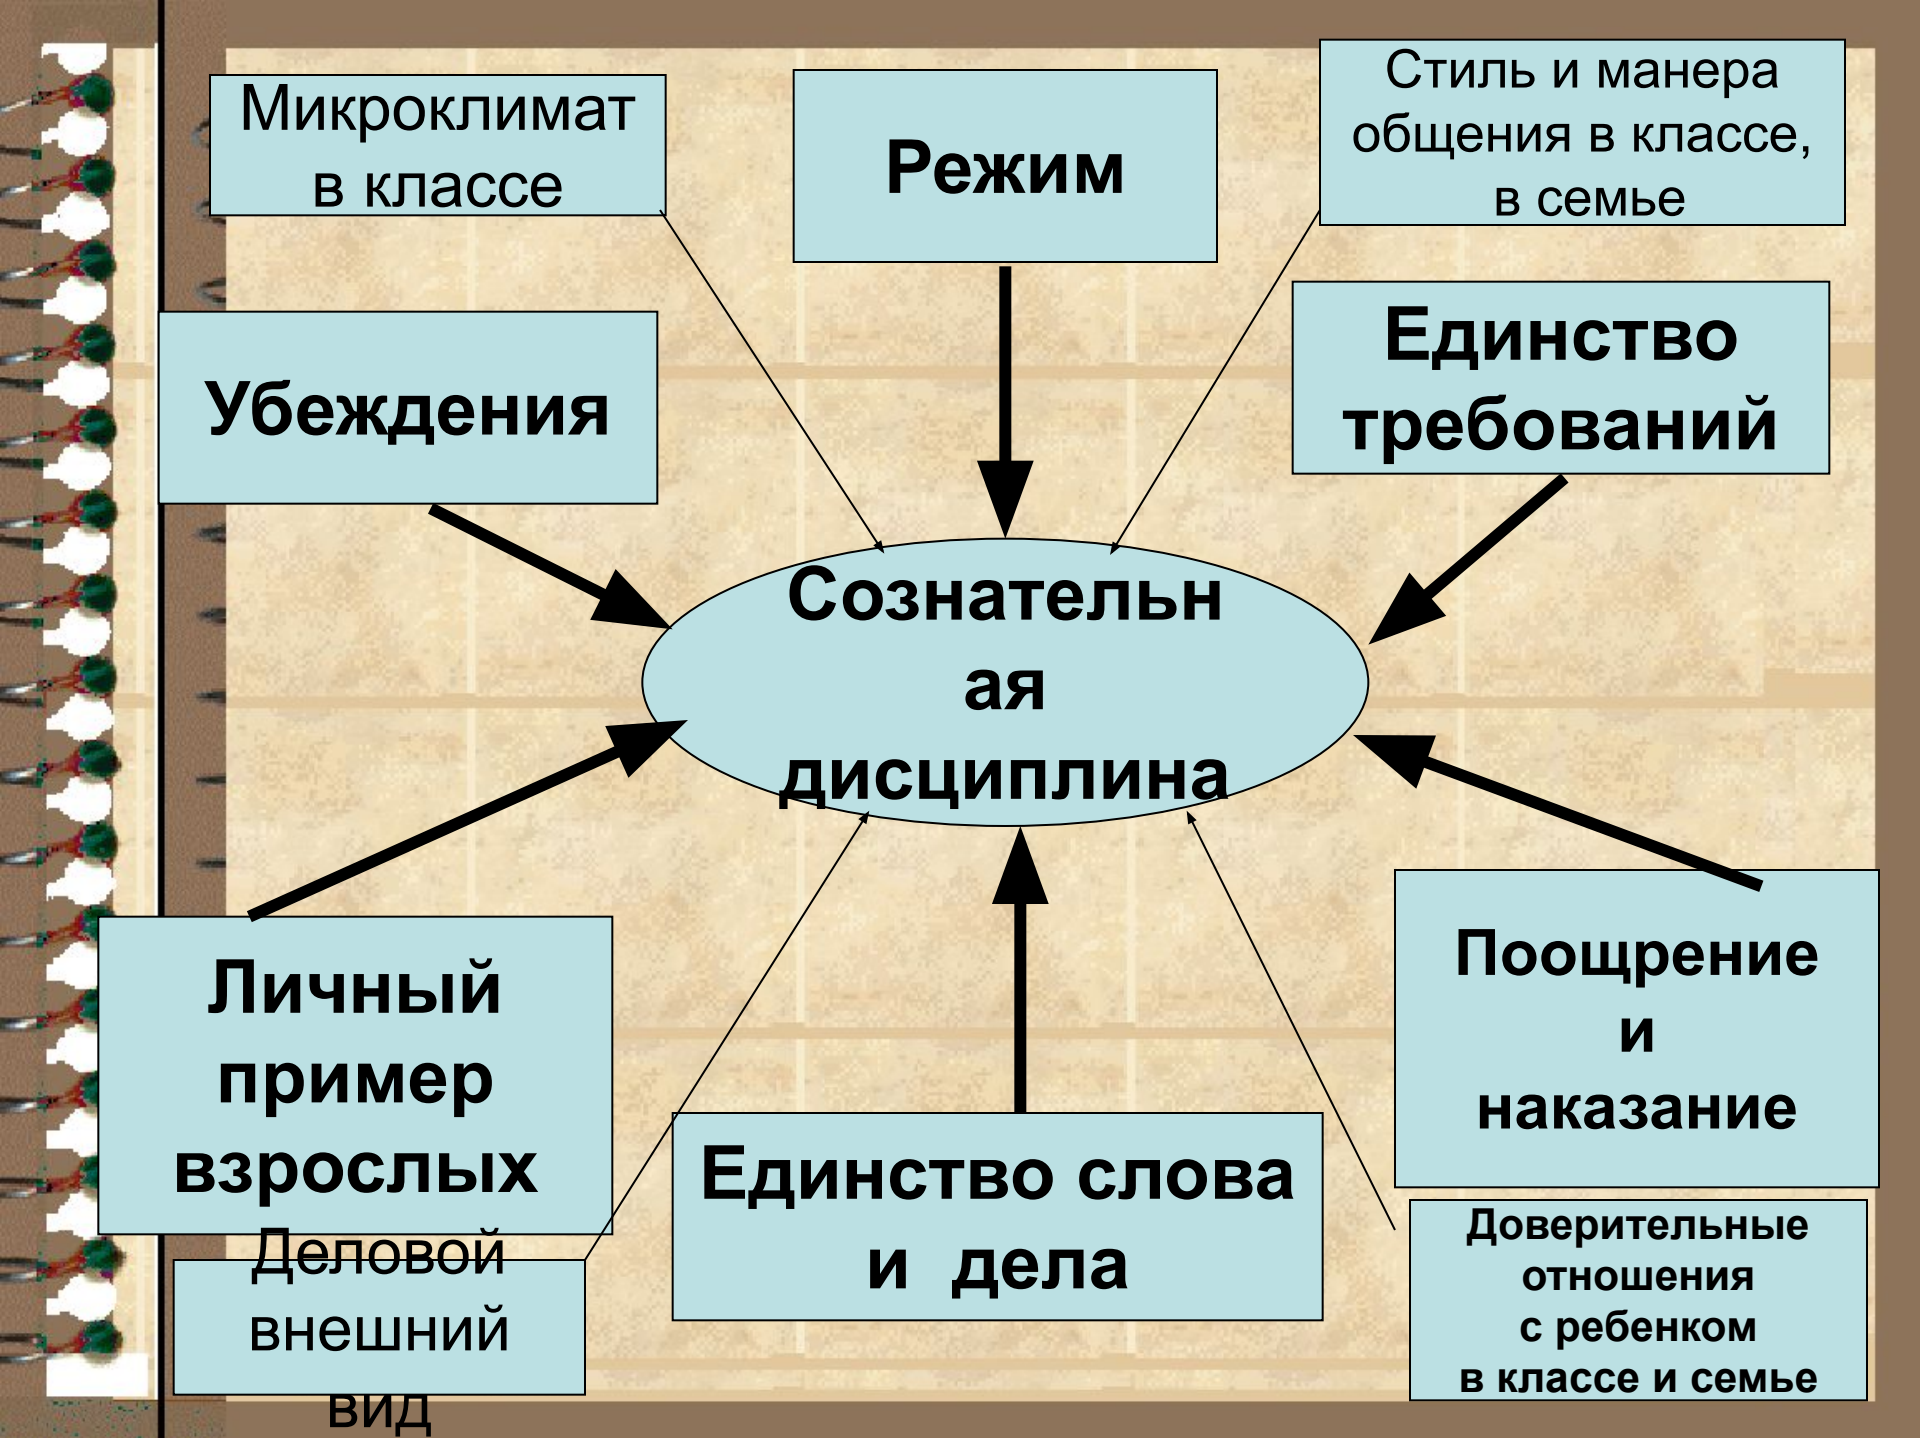 Микроклимат
в классе
Режим
Стиль и манера
общения в классе,
в семье
Убеждения
Единство
требований
Сознательн
ая
дисциплина
Личный
пример
взрослых
Поощрение
и
наказание
Единство слова
и дела
Деловой
внешний
вид
Доверительные
отношения
с ребенком
в классе и семье